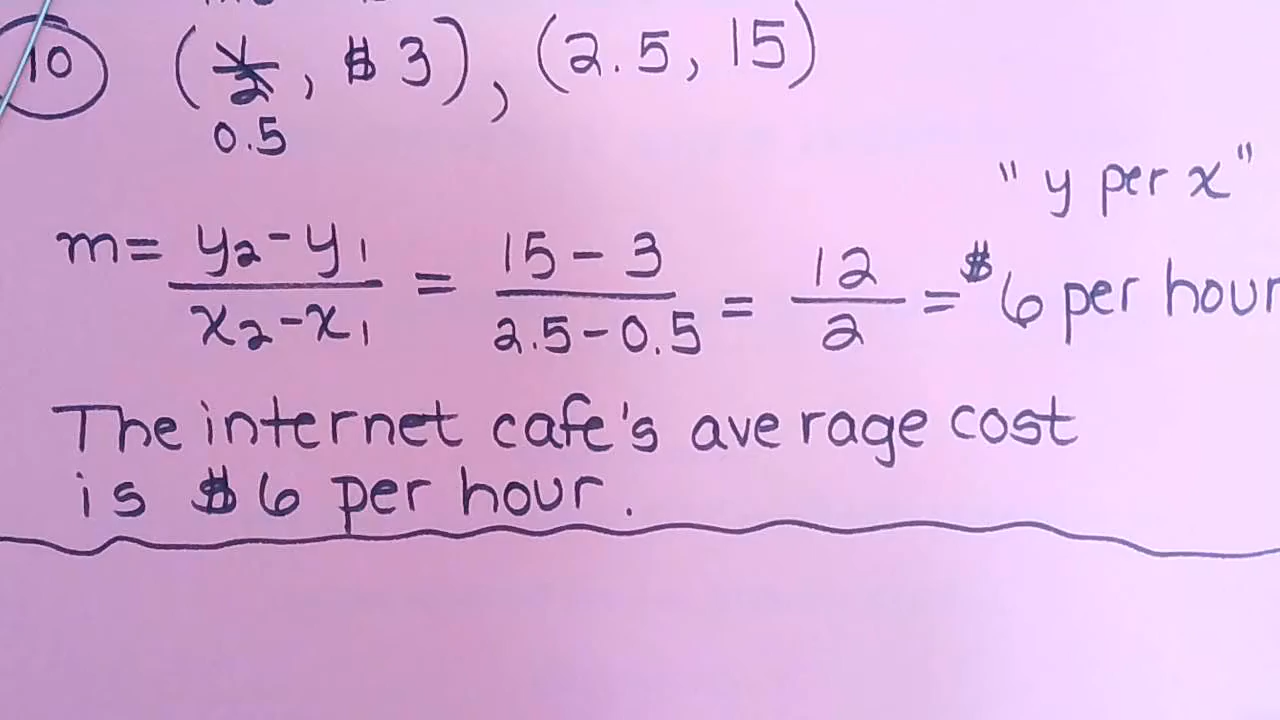 10 (1/2, $3), (2.5, 15)
0.5
"y per x"
m = y₂ - y₁ / x₂ - x₁ = 15 - 3 / 2.5 - 0.5 = 12 / 2 = $6 per hour
The internet cafe's average cost
is $6 per hour.